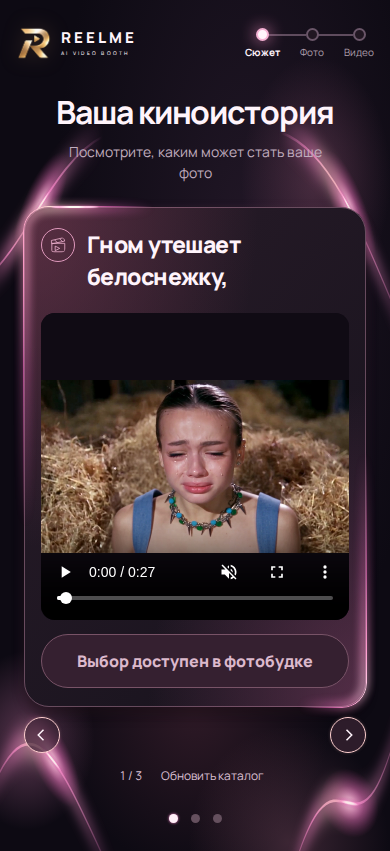 REELME
AI VIDEO BOOTH
Сюжет
Фото
Видео
Ваша киноистория
Посмотрите, каким может стать ваше
фото
Гном утешает
белоснежку,
0:00 / 0:27
Выбор доступен в фотобудке
1 / 3
Обновить каталог